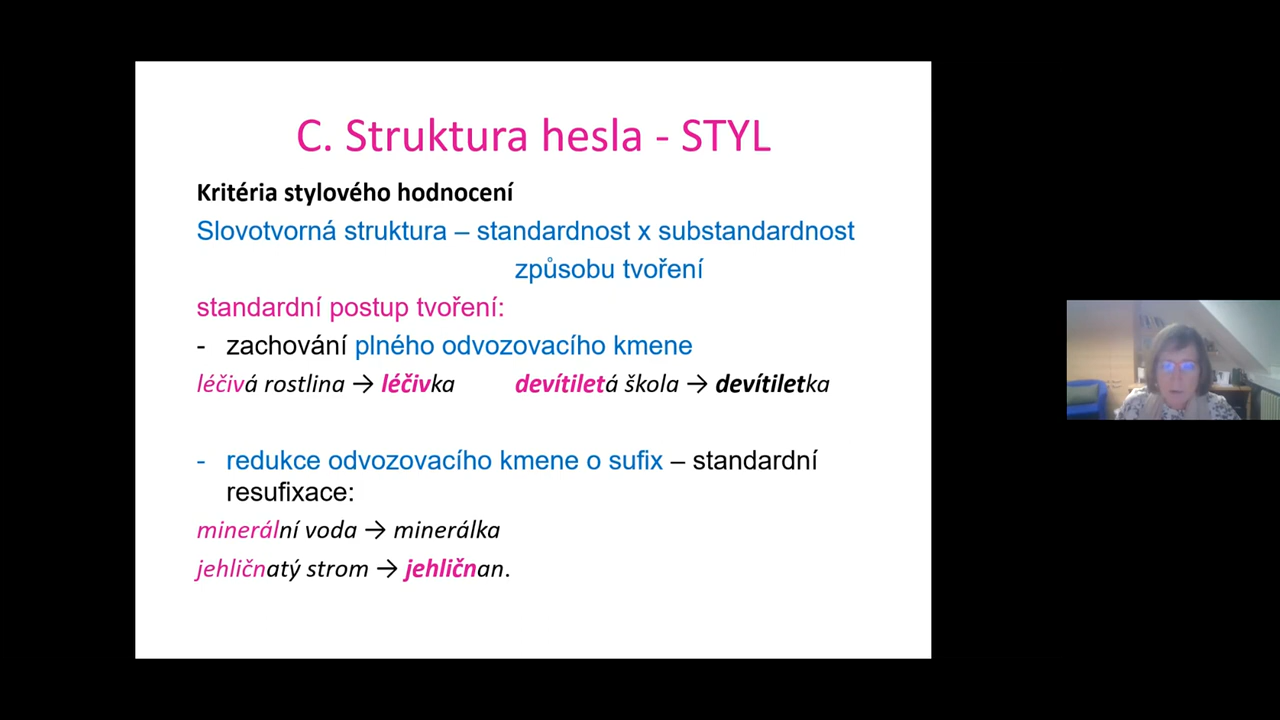 C. Struktura hesla - STYL
Kritéria stylového hodnocení
Slovotvorná struktura – standardnost x substandardnost
způsobu tvoření
standardní postup tvoření:
- zachování plného odvozovacího kmene
léčivá rostlina → léčivka devítiletá škola → devítiletka
- redukce odvozovacího kmene o sufix – standardní
resufixace:
minerální voda → minerálka
jehličnatý strom → jehličnan.